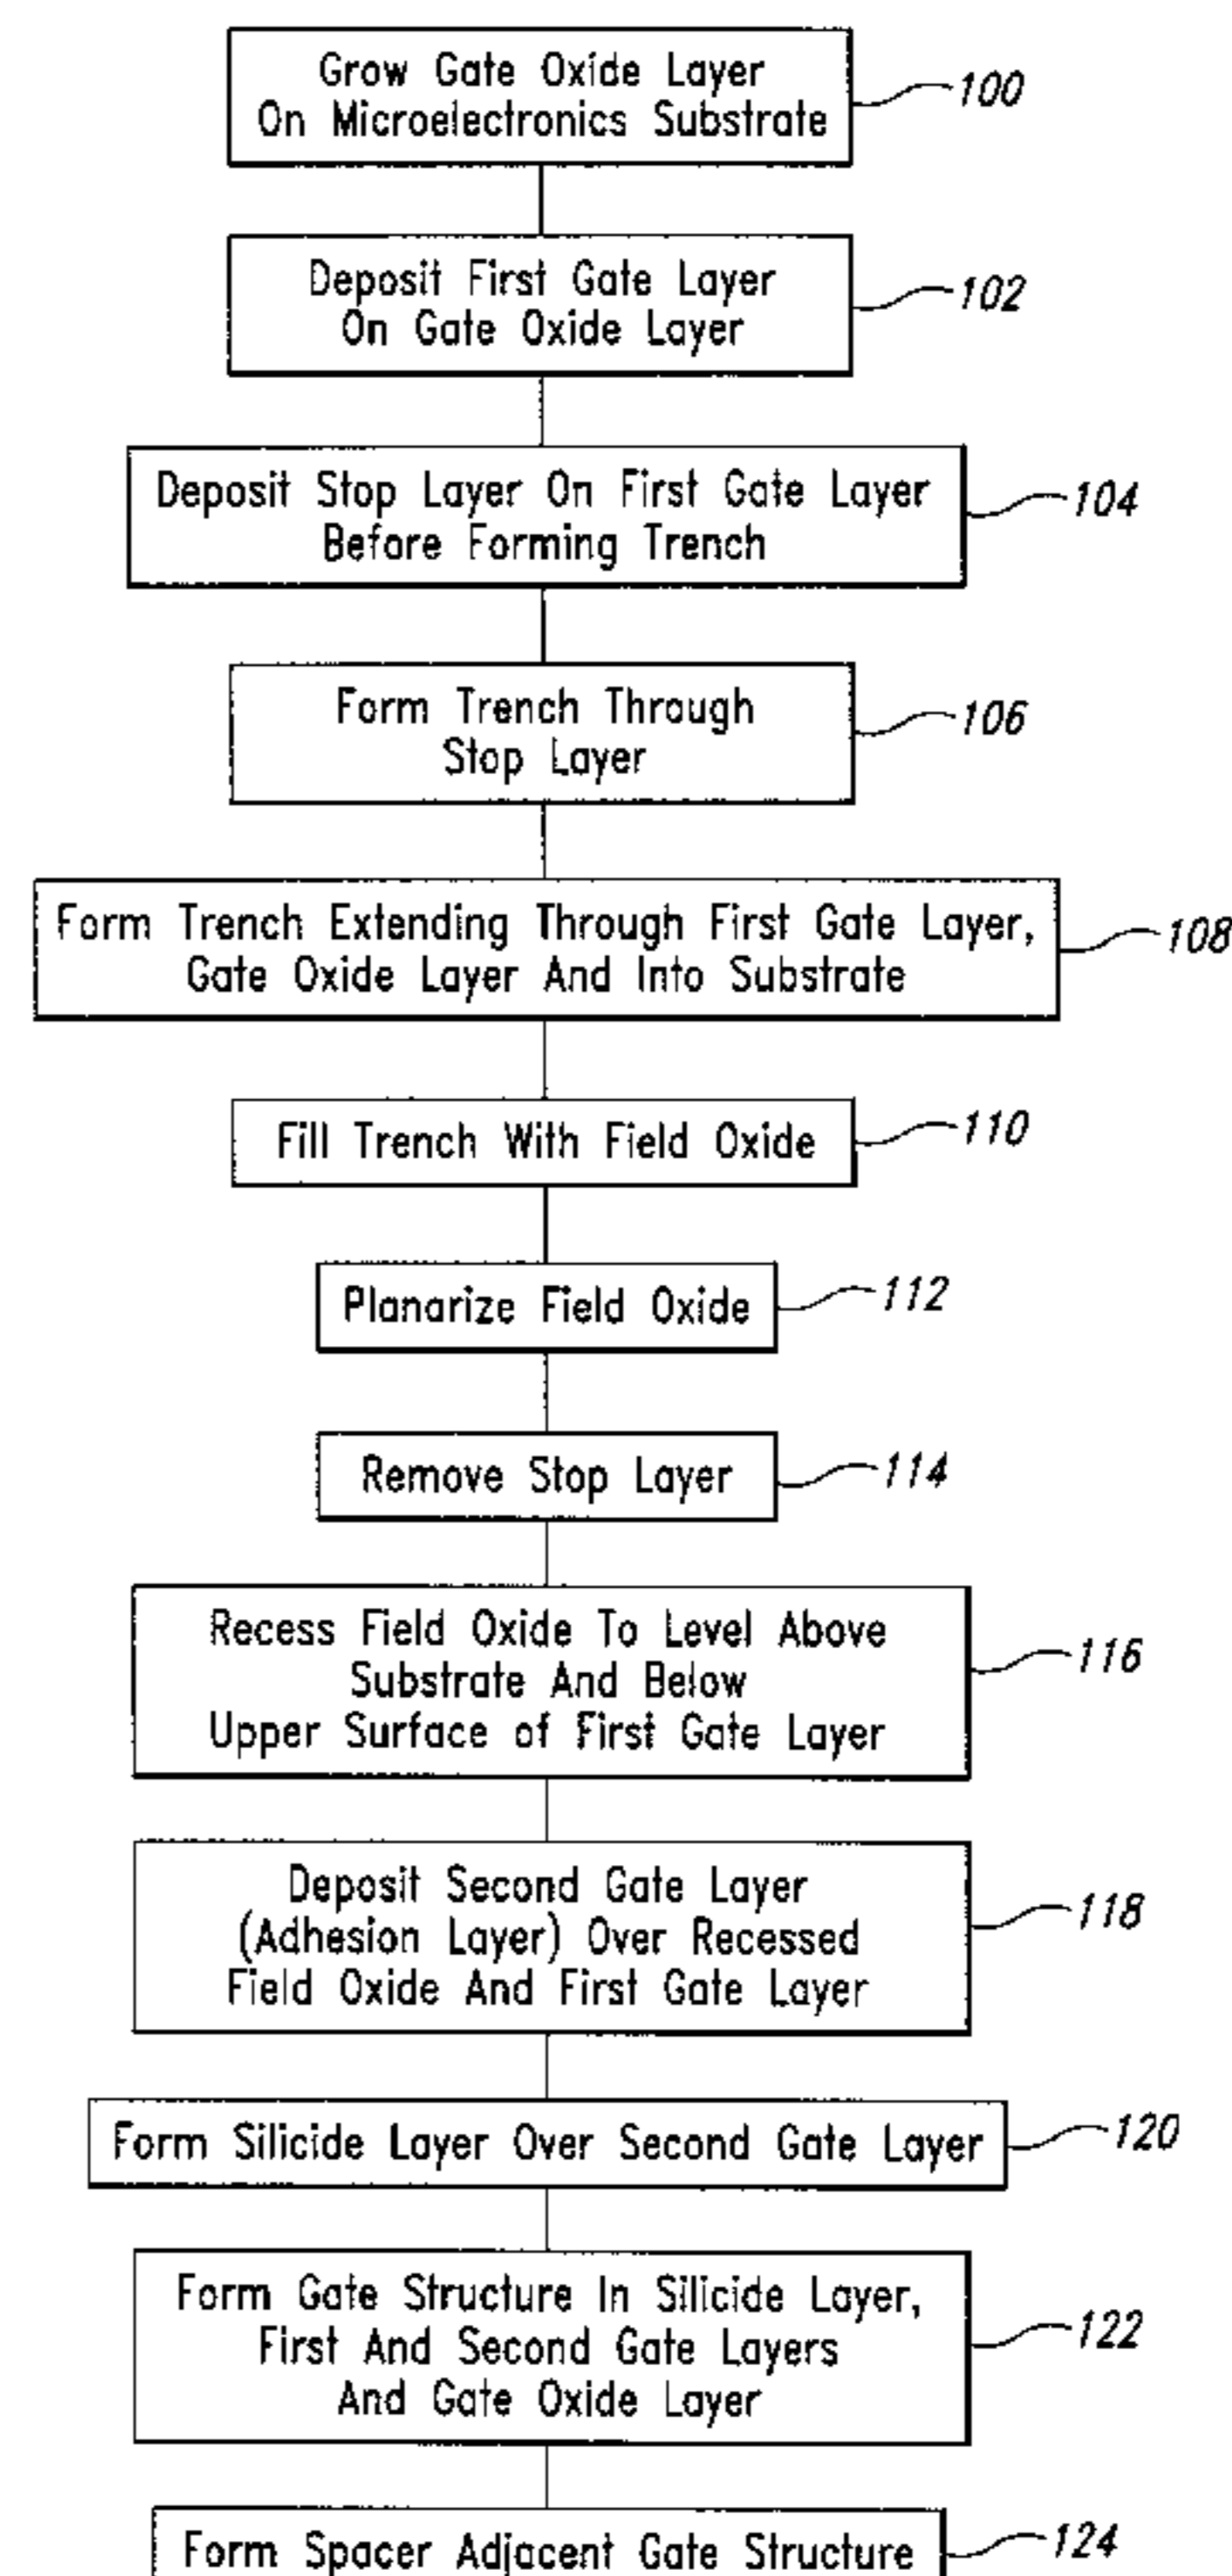 Grow Gate Oxide Layer
On Microelectronics Substrate
100
Deposit First Gate Layer
On Gate Oxide Layer
102
Deposit Stop Layer On First Gate Layer
Before Forming Trench
104
Form Trench Through
Stop Layer
106
Form Trench Extending Through First Gate Layer,
Gate Oxide Layer And Into Substrate
108
Fill Trench With Field Oxide
110
Planarize Field Oxide
112
Remove Stop Layer
114
Recess Field Oxide To Level Above
Substrate And Below
Upper Surface of First Gate Layer
116
Deposit Second Gate Layer
(Adhesion Layer) Over Recessed
Field Oxide And First Gate Layer
118
Form Silicide Layer Over Second Gate Layer
120
Form Gate Structure In Silicide Layer,
First And Second Gate Layers
And Gate Oxide Layer
122
Form Spacer Adjacent Gate Structure
124